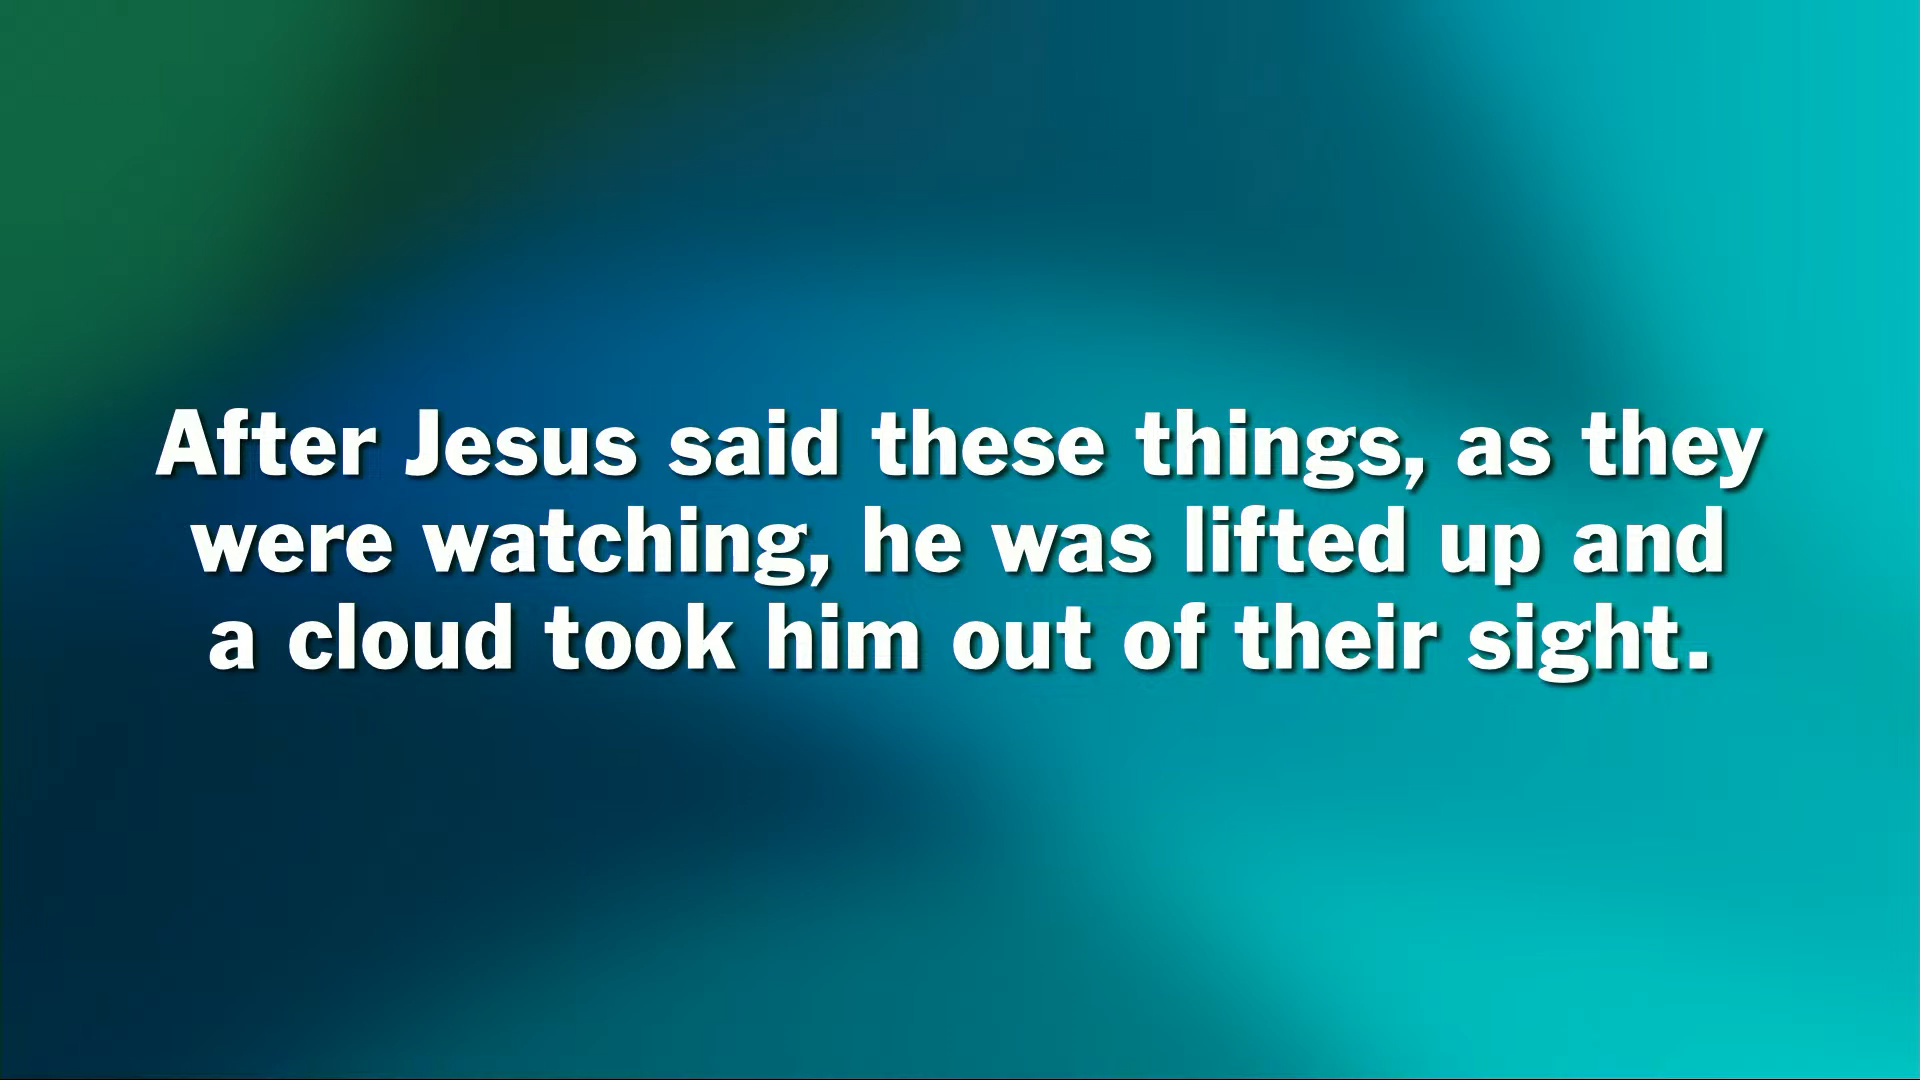 After Jesus said these things, as they
were watching, he was lifted up and
a cloud took him out of their sight.